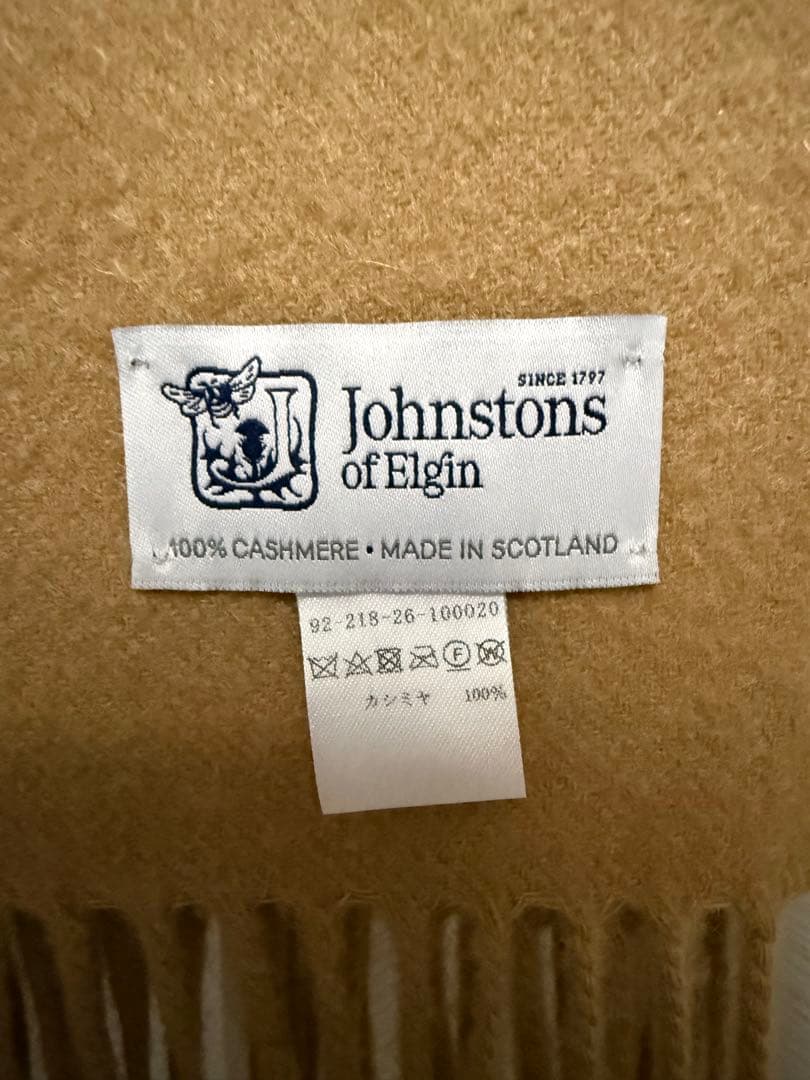 SINCE 1797
Johnstons
of Elgin
100% CASHMERE • MADE IN SCOTLAND
92-218-26-100020
F W
カシミヤ 100%